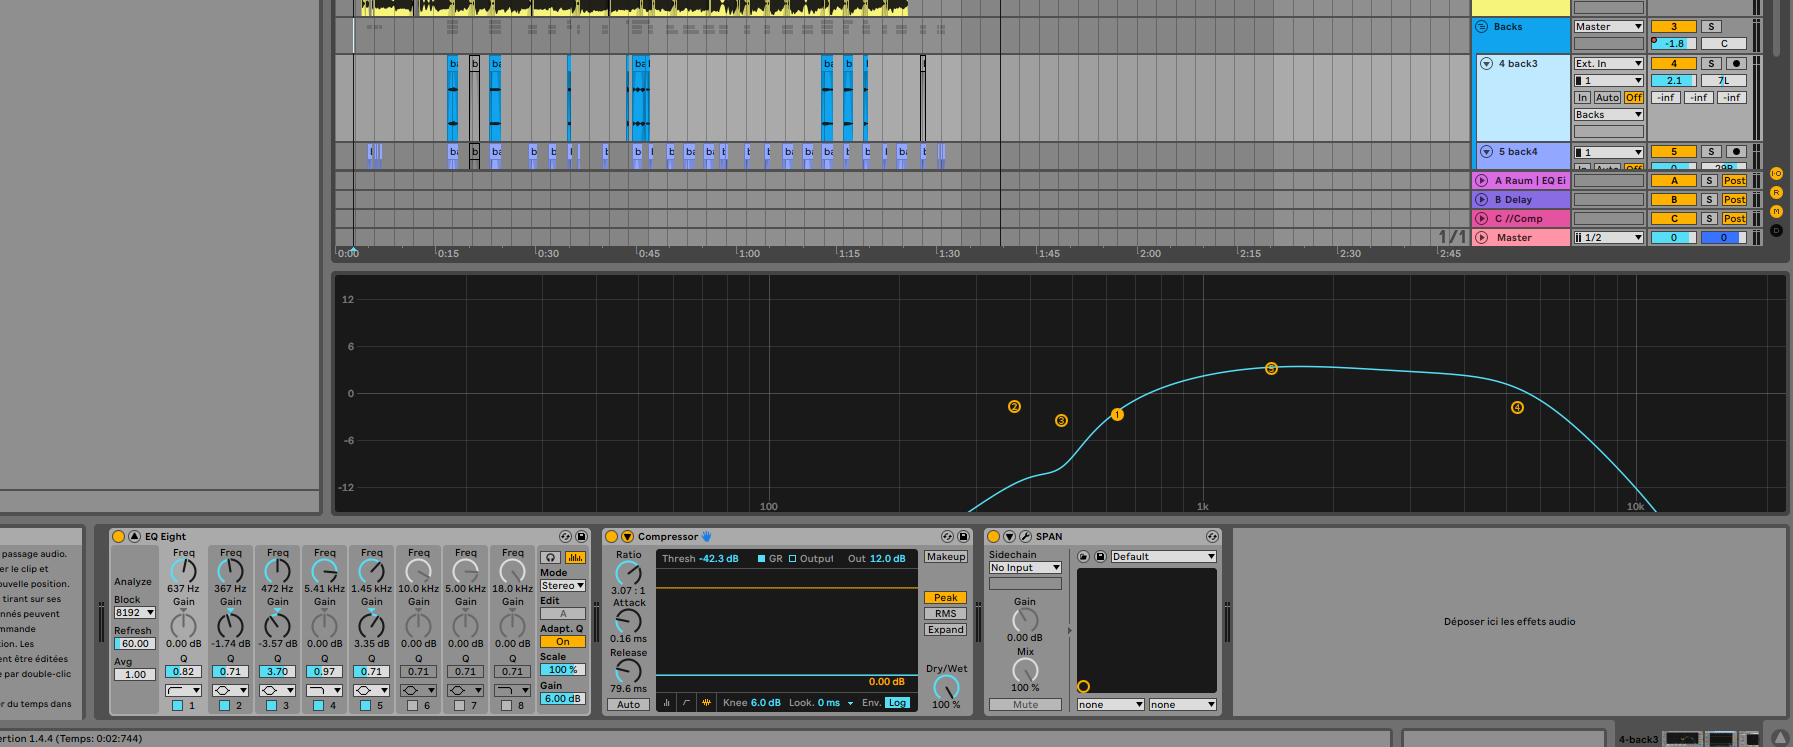 Backs
Master
3
S
-1.8
C
4 back3
Ext. In
4
S
1
2.1
7L
In
Auto
Off
-inf
-inf
-inf
Backs
5 back4
1
5
S
A Raum | EQ Ei
A
S
Post
B Delay
B
S
Post
C //Comp
C
S
Post
1/1
Master
1/2
0
0
0:00
0:15
0:30
0:45
1:00
1:15
1:30
1:45
2:00
2:15
2:30
2:45
12
6
0
-6
-12
100
1k
10k
2
3
1
5
4
passage audio.
er le clip et
ouvelle position.
tirant sur ses
nnés peuvent
mmande
tion. Les
ent être éditées
e par double-clic
er du temps dans
EQ Eight
Analyze
Block
8192
Refresh
60.00
Avg
1.00
Freq
Freq
Freq
Freq
Freq
Freq
Freq
Freq
637 Hz
367 Hz
472 Hz
5.41 kHz
1.45 kHz
10.0 kHz
5.00 kHz
18.0 kHz
Gain
Gain
Gain
Gain
Gain
Gain
Gain
Gain
0.00 dB
-1.74 dB
-3.57 dB
0.00 dB
3.35 dB
0.00 dB
0.00 dB
0.00 dB
Q
Q
Q
Q
Q
Q
Q
Q
0.82
0.71
3.70
0.97
0.71
0.71
0.71
0.71
1
2
3
4
5
6
7
8
Mode
Stereo
Edit
A
Adapt. Q
On
Scale
100 %
Gain
6.00 dB
Compressor
Ratio
3.07 : 1
Attack
0.16 ms
Release
79.6 ms
Auto
Thresh -42.3 dB
GR
Output
Out 12.0 dB
0.00 dB
Knee 6.0 dB
Look. 0 ms
Env. Log
Makeup
Peak
RMS
Expand
Dry/Wet
100 %
SPAN
Sidechain
No Input
Gain
0.00 dB
Mix
100 %
Mute
Default
none
none
Déposer ici les effets audio
ertion 1.4.4 (Temps: 0:02:744)
4-back3